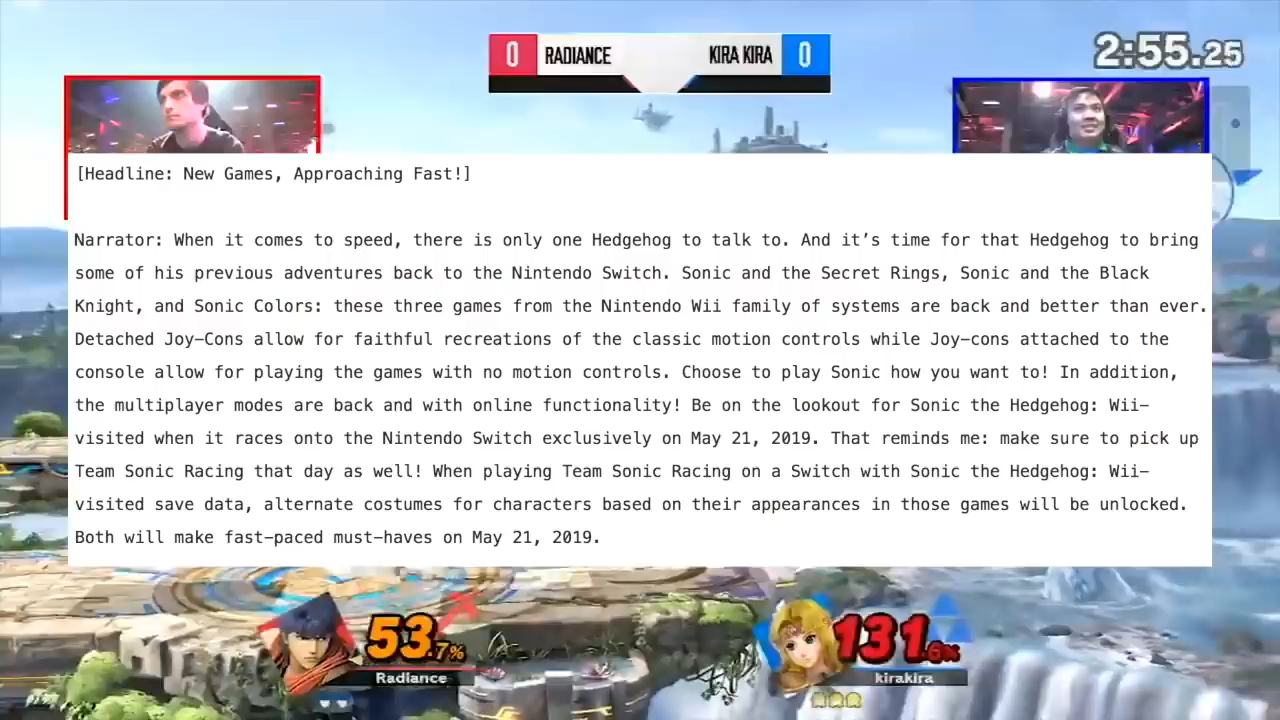 0 RADIANCE KIRA KIRA 0
2:55.25
[Headline: New Games, Approaching Fast!]
Narrator: When it comes to speed, there is only one Hedgehog to talk to. And it’s time for that Hedgehog to bring
some of his previous adventures back to the Nintendo Switch. Sonic and the Secret Rings, Sonic and the Black
Knight, and Sonic Colors: these three games from the Nintendo Wii family of systems are back and better than ever.
Detached Joy-Cons allow for faithful recreations of the classic motion controls while Joy-cons attached to the
console allow for playing the games with no motion controls. Choose to play Sonic how you want to! In addition,
the multiplayer modes are back and with online functionality! Be on the lookout for Sonic the Hedgehog: Wii-
visited when it races onto the Nintendo Switch exclusively on May 21, 2019. That reminds me: make sure to pick up
Team Sonic Racing that day as well! When playing Team Sonic Racing on a Switch with Sonic the Hedgehog: Wii-
visited save data, alternate costumes for characters based on their appearances in those games will be unlocked.
Both will make fast-paced must-haves on May 21, 2019.
53.7% 131.6%
Radiance kirakira